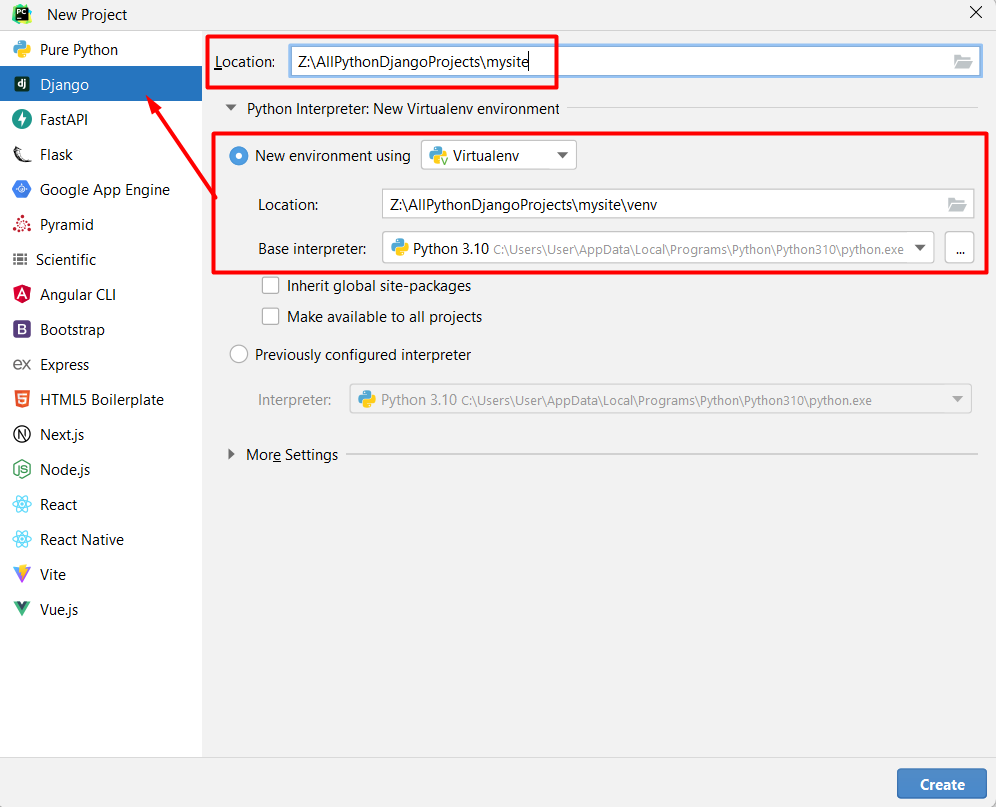 New Project
Pure Python
Django
FastAPI
Flask
Google App Engine
Pyramid
Scientific
Angular CLI
Bootstrap
Express
HTML5 Boilerplate
Next.js
Node.js
React
React Native
Vite
Vue.js
Location: Z:\AllPythonDjangoProjects\mysite
Python Interpreter: New Virtualenv environment
New environment using Virtualenv
Location: Z:\AllPythonDjangoProjects\mysite\venv
Base interpreter: Python 3.10 C:\Users\User\AppData\Local\Programs\Python\Python310\python.exe ...
Inherit global site-packages
Make available to all projects
Previously configured interpreter
Interpreter: Python 3.10 C:\Users\User\AppData\Local\Programs\Python\Python310\python.exe
More Settings
Create